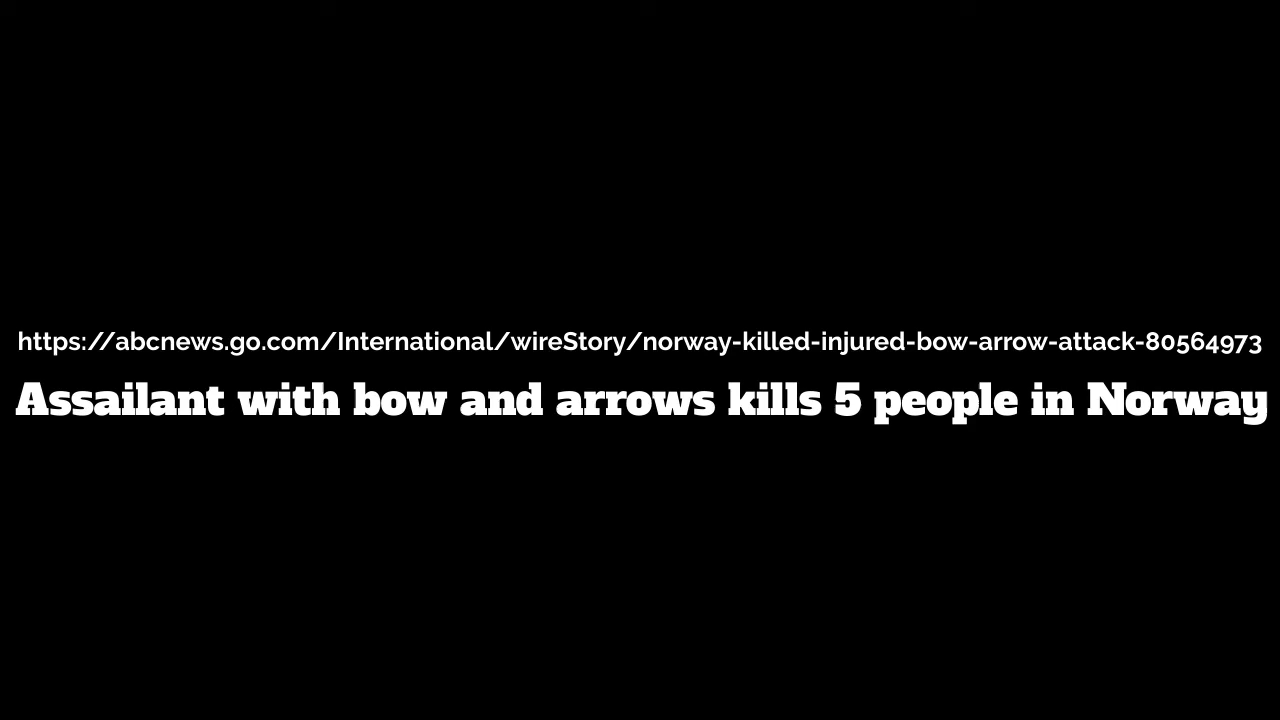 https://abcnews.go.com/International/wireStory/norway-killed-injured-bow-arrow-attack-80564973
Assailant with bow and arrows kills 5 people in Norway